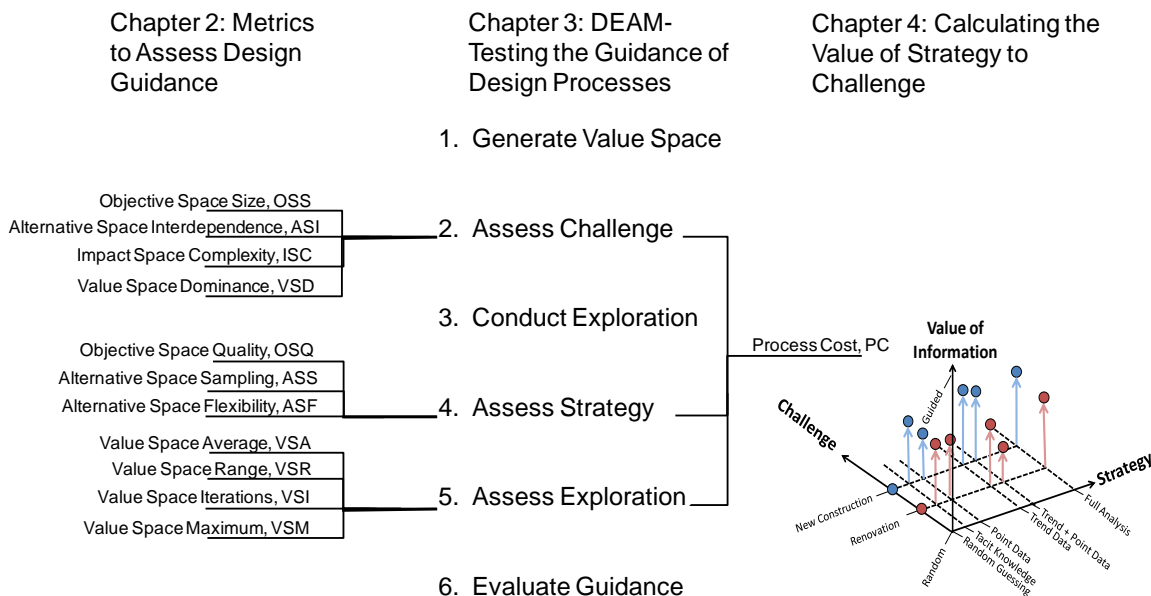 Chapter 2: Metrics
to Assess Design
Guidance
Chapter 3: DEAM-
Testing the Guidance of
Design Processes
Chapter 4: Calculating the
Value of Strategy to
Challenge
1. Generate Value Space
Objective Space Size, OSS
Alternative Space Interdependence, ASI
Impact Space Complexity, ISC
Value Space Dominance, VSD
2. Assess Challenge
3. Conduct Exploration
Objective Space Quality, OSQ
Alternative Space Sampling, ASS
Alternative Space Flexibility, ASF
4. Assess Strategy
Value Space Average, VSA
Value Space Range, VSR
Value Space Iterations, VSI
Value Space Maximum, VSM
5. Assess Exploration
6. Evaluate Guidance
Process Cost, PC
Value of
Information
Guided
Challenge
Strategy
New Construction
Renovation
Random
Random Guessing
Tacit Knowledge
Point Data
Trend Data
Trend + Point Data
Full Analysis